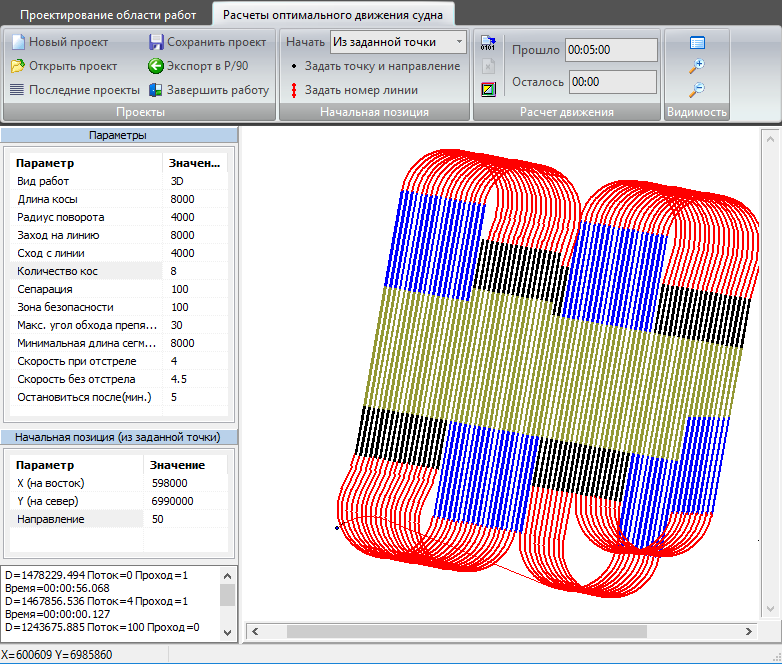 Проектирование области работ
Расчеты оптимального движения судна
Новый проект
Сохранить проект
Открыть проект
Экспорт в P/90
Последние проекты
Завершить работу
Проекты
Начать
Из заданной точки
Задать точку и направление
Задать номер линии
Начальная позиция
0101
Прошло 00:05:00
Осталось 00:00
Расчет движения
Видимость
Параметры
Параметр Значен...
Вид работ 3D
Длина косы 8000
Радиус поворота 4000
Заход на линию 8000
Сход с линии 4000
Количество кос 8
Сепарация 100
Зона безопасности 100
Макс. угол обхода препя... 30
Минимальная длина сегм... 8000
Скорость при отстреле 4
Скорость без отстрела 4.5
Остановиться после(мин.) 5
Начальная позиция (из заданной точки)
Параметр Значение
X (на восток) 598000
Y (на север) 6990000
Направление 50
D=1478229.494 Поток=0 Проход=1
Время=00:00:56.068
D=1467856.536 Поток=4 Проход=1
Время=00:00:00.127
D=1243675.885 Поток=100 Проход=0
X=600609 Y=6985860